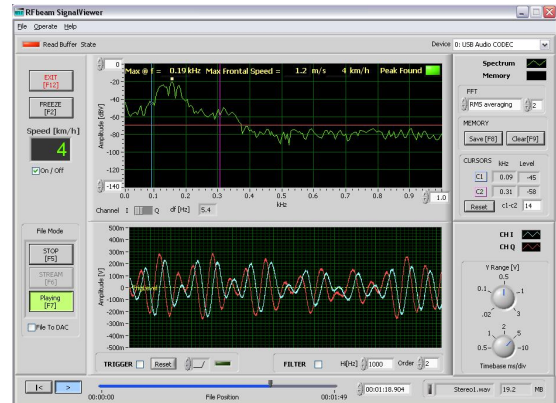 RFbeam SignalViewer
File Operate Help
Read Buffer State
Device 0: USB Audio CODEC
EXIT
[F12]
FREEZE
[F2]
Speed [km/h]
4
On / Off
Max @ f = 0.19 kHz Max Frontal Speed = 1.2 m/s 4 km/h Peak Found
Amplitude [dBV]
0
-20
-40
-60
-80
-100
-120
-140
0.0 0.1 0.2 0.3 0.4 0.5 0.6 0.7 0.8 0.9 1.0
kHz
Channel I Q df [Hz] 5.4
Spectrum
Memory
FFT
RMS averaging 2
MEMORY
Save [F8] Clear[F9]
CURSORS kHz Level
C1 0.09 -45
C2 0.31 -58
Reset c1-c2 14
File Mode
STOP
[F5]
STREAM
[F6]
Playing
[F7]
File To DAC
Amplitude [V]
500m
400m
300m
200m
100m
0
-100m
-200m
-300m
-400m
-500m
TRIGGER Reset FILTER Hi[Hz] 1000 Order 2
CH I
CH Q
Y Range [V]
0.5
0.1 1
.02 3
1 2 5
0.5 10
Timebase ms/div
|< >
00:00:00 File Position 00:01:49
00:01:18.904
Stereo1.wav 19.2 MB